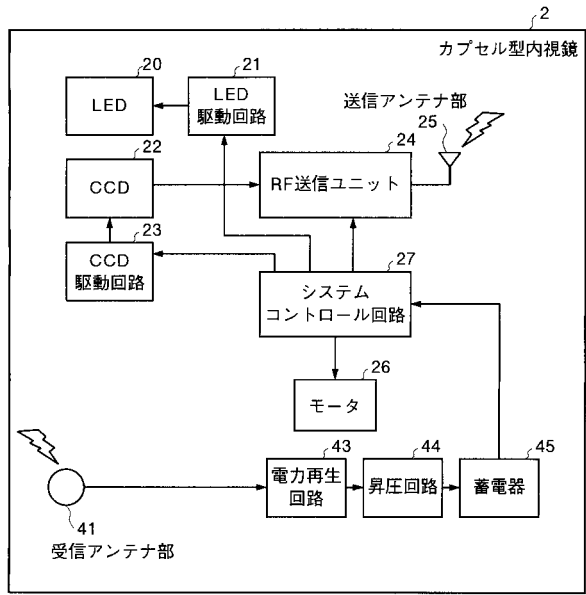 2
カプセル型内視鏡
20
LED
21
LED
駆動回路
送信アンテナ部
25
22
CCD
24
RF送信ユニット
23
CCD
駆動回路
27
システム
コントロール回路
26
モータ
43
電力再生
回路
44
昇圧回路
45
蓄電器
41
受信アンテナ部